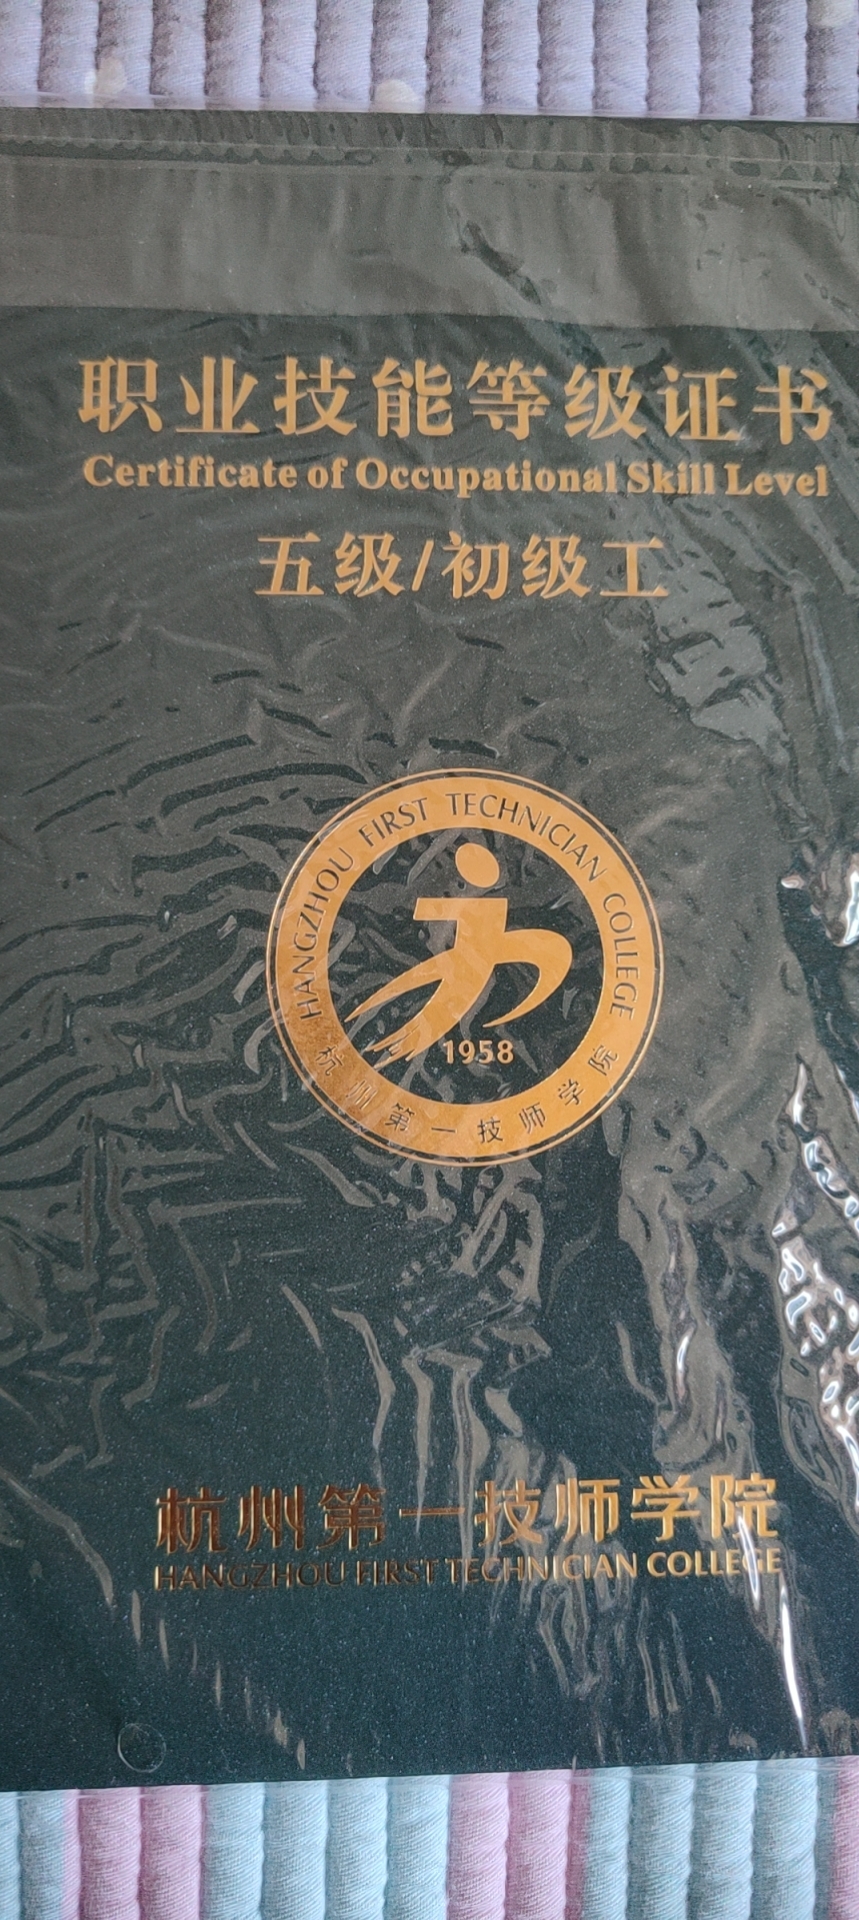 职业技能等级证书
Certificate of Occupational Skill Level
五级/初级工
HANGZHOU FIRST TECHNICIAN COLLEGE
1958
杭州第一技师学院
杭州第一技师学院
HANGZHOU FIRST TECHNICIAN COLLEGE